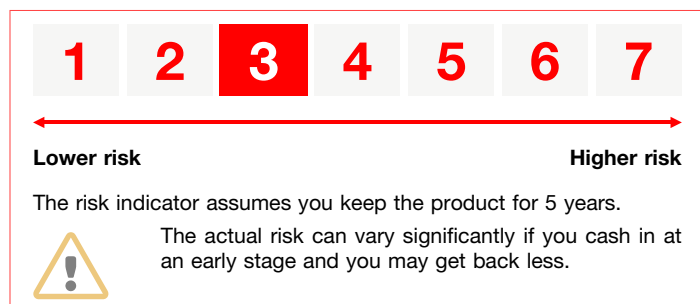 1 2 3 4 5 6 7
Lower risk Higher risk
The risk indicator assumes you keep the product for 5 years.
The actual risk can vary significantly if you cash in at
an early stage and you may get back less.